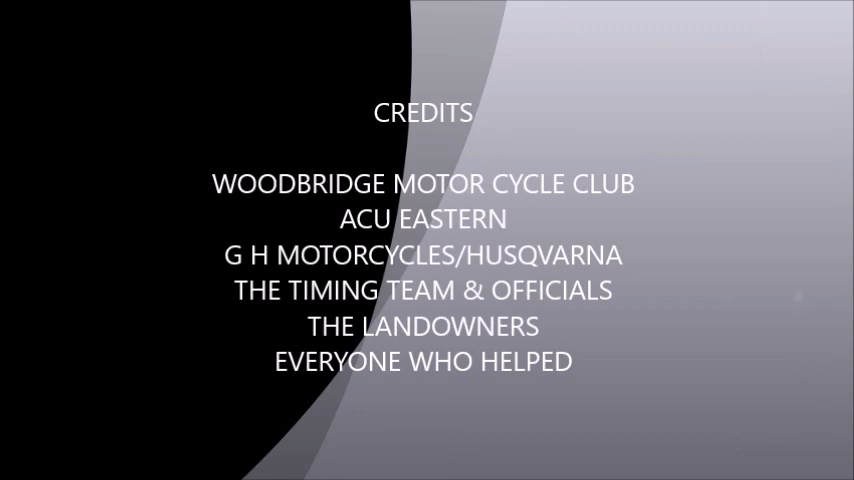 CREDITS
WOODBRIDGE MOTOR CYCLE CLUB
ACU EASTERN
G H MOTORCYCLES/HUSQVARNA
THE TIMING TEAM & OFFICIALS
THE LANDOWNERS
EVERYONE WHO HELPED